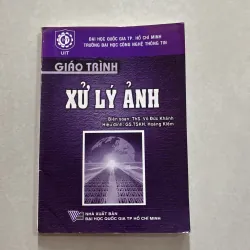 ĐẠI HỌC QUỐC GIA TP. HỒ CHÍ MINH
TRƯỜNG ĐẠI HỌC CÔNG NGHỆ THÔNG TIN
UIT
GIÁO TRÌNH
XỬ LÝ ẢNH
Biên soạn: ThS. Võ Đức Khánh
Hiệu đính: GS.TSKH. Hoàng Kiếm
NHÀ XUẤT BẢN
ĐẠI HỌC QUỐC GIA TP HỒ CHÍ MINH